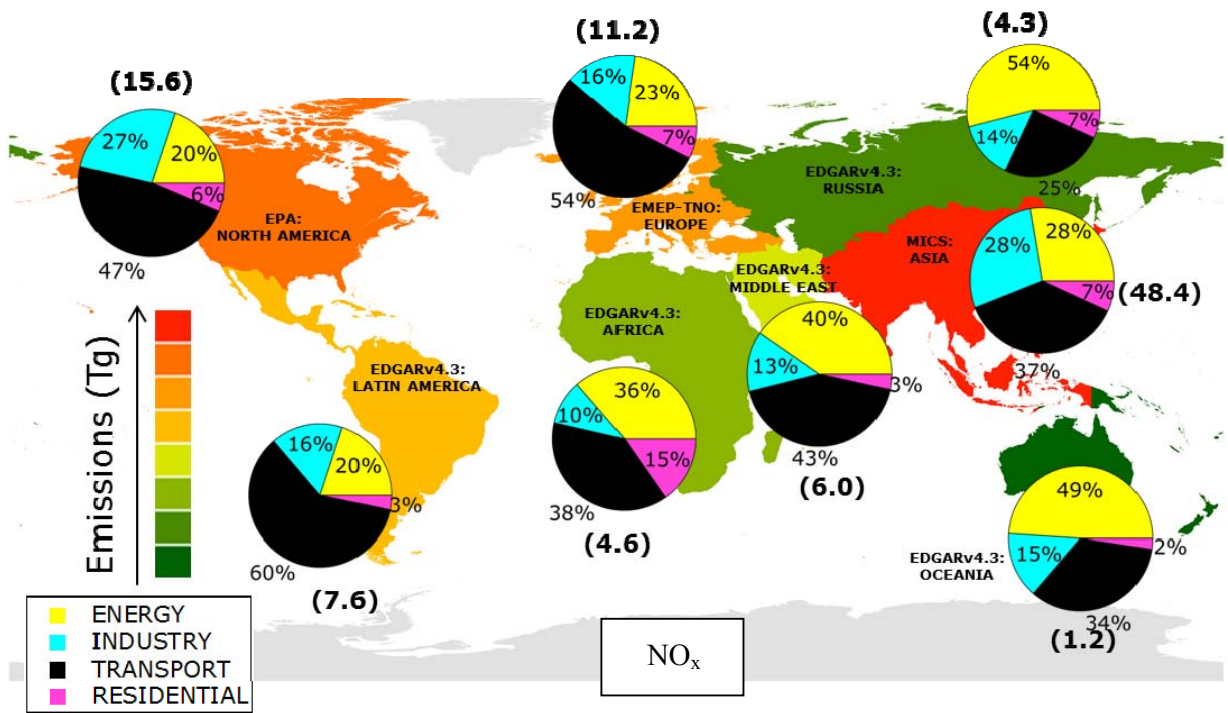 (15.6)
27%
20%
6%
47%
EPA:
NORTH AMERICA
(11.2)
16%
23%
7%
54%
EMEP-TNO:
EUROPE
(4.3)
54%
14%
7%
25%
EDGARv4.3:
RUSSIA
MICS:
ASIA
28%
28%
7%
37%
(48.4)
EDGARv4.3:
MIDDLE EAST
40%
13%
3%
43%
(6.0)
EDGARv4.3:
AFRICA
36%
10%
15%
38%
(4.6)
EDGARv4.3:
LATIN AMERICA
16%
20%
3%
60%
(7.6)
EDGARv4.3:
OCEANIA
49%
15%
2%
34%
(1.2)
Emissions (Tg)
ENERGY
INDUSTRY
TRANSPORT
RESIDENTIAL
NOx